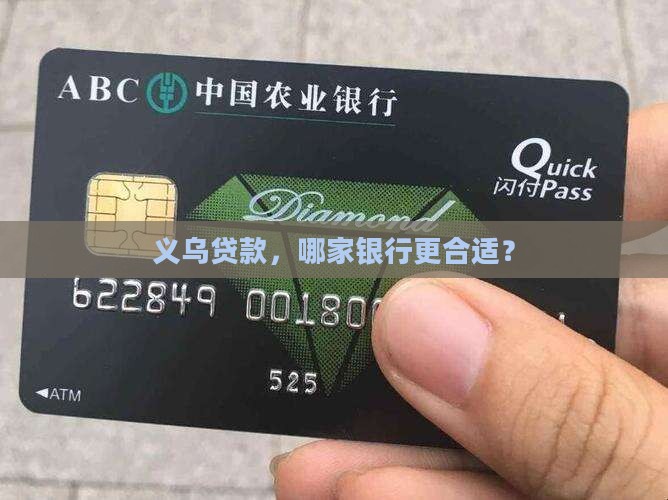 ABC 中国农业银行
Quick
闪付Pass
Diamond
义乌贷款，哪家银行更合适？
622849 00180
525
◀ATM